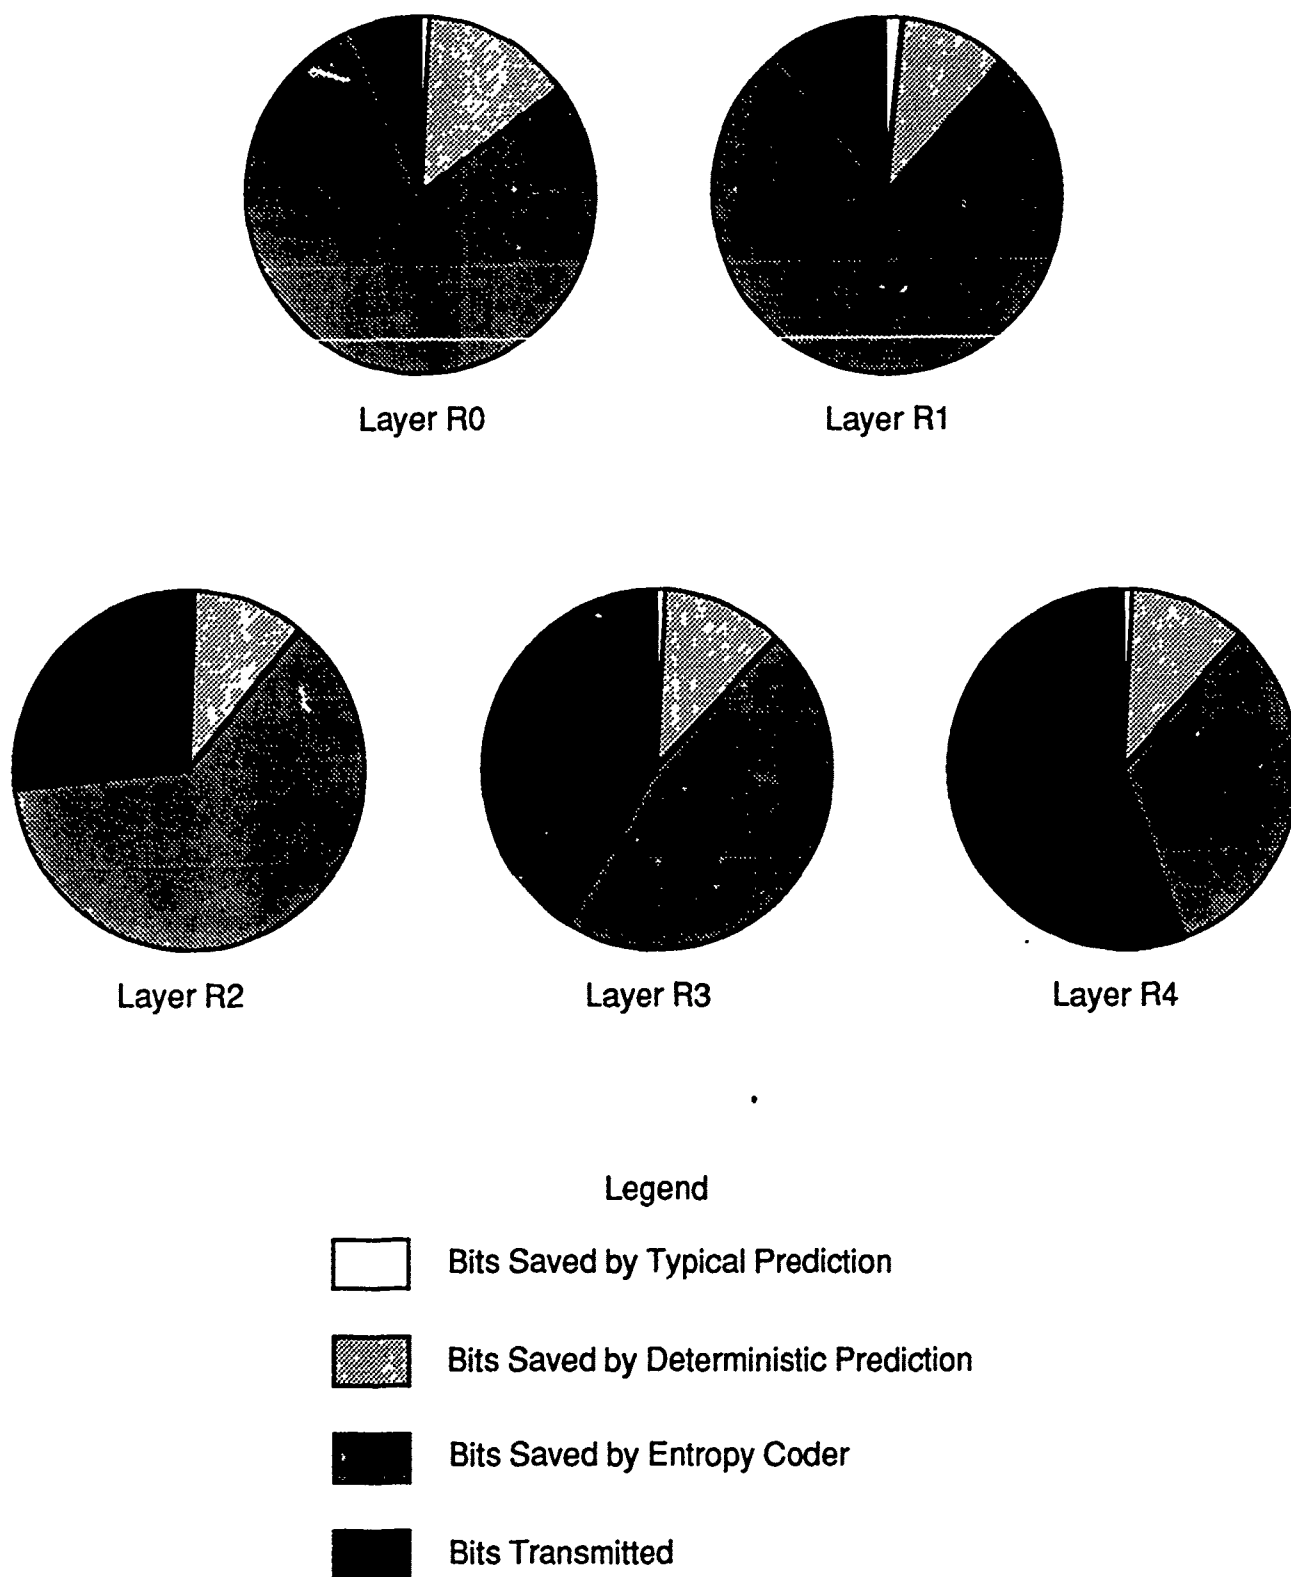 Layer R0
Layer R1
Layer R2
Layer R3
Layer R4
Legend
Bits Saved by Typical Prediction
Bits Saved by Deterministic Prediction
Bits Saved by Entropy Coder
Bits Transmitted